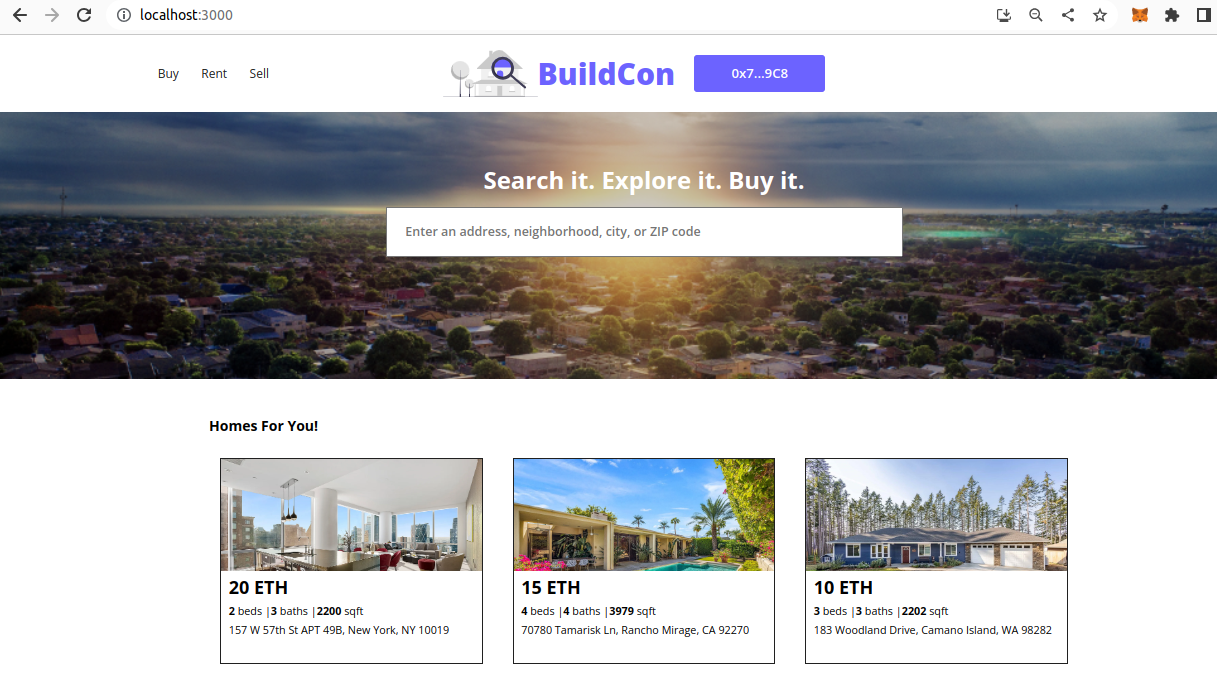 localhost:3000
Buy Rent Sell BuildCon 0x7...9C8
Search it. Explore it. Buy it.
Enter an address, neighborhood, city, or ZIP code
Homes For You!
20 ETH
2 beds |3 baths |2200 sqft
157 W 57th St APT 49B, New York, NY 10019
15 ETH
4 beds |4 baths |3979 sqft
70780 Tamarisk Ln, Rancho Mirage, CA 92270
10 ETH
3 beds |3 baths |2202 sqft
183 Woodland Drive, Camano Island, WA 98282